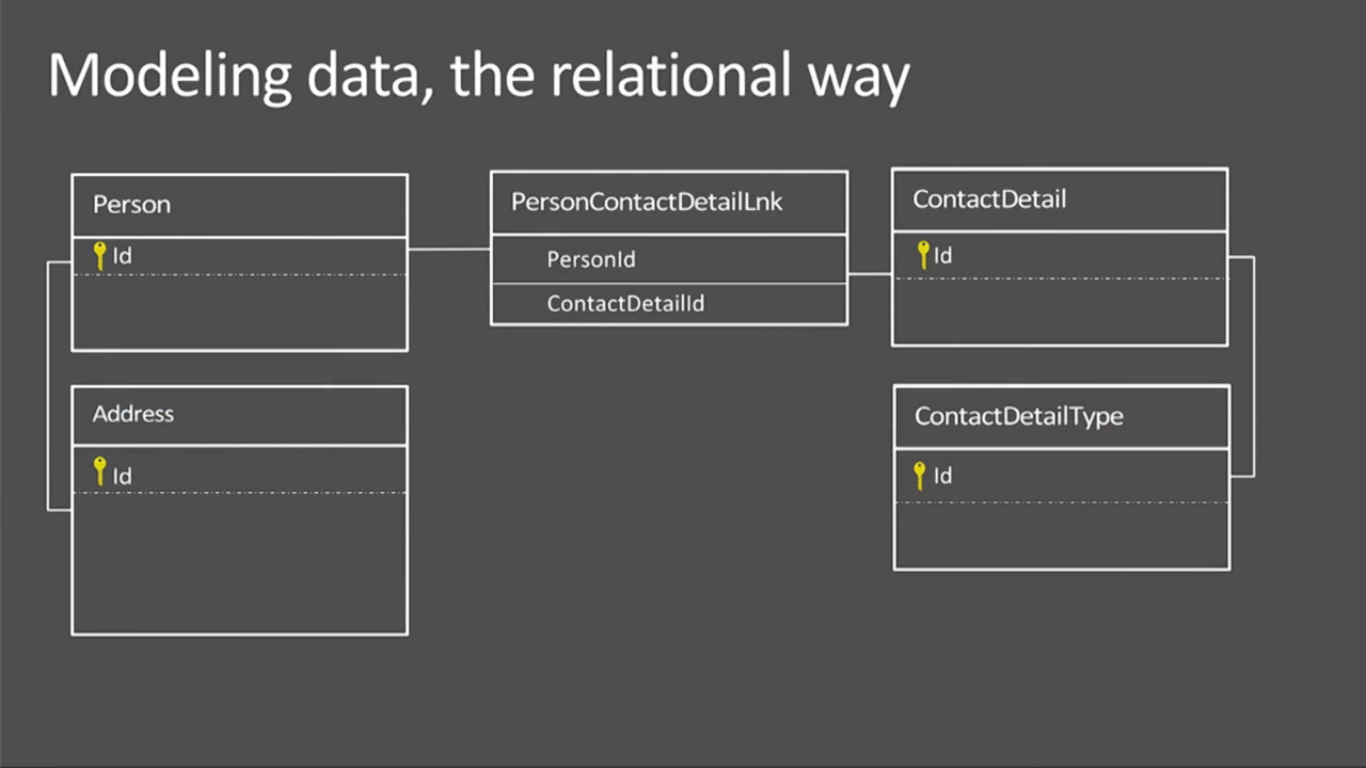 Modeling data, the relational way
Person
Id
Address
Id
PersonContactDetailLnk
PersonId
ContactDetailId
ContactDetail
Id
ContactDetailType
Id